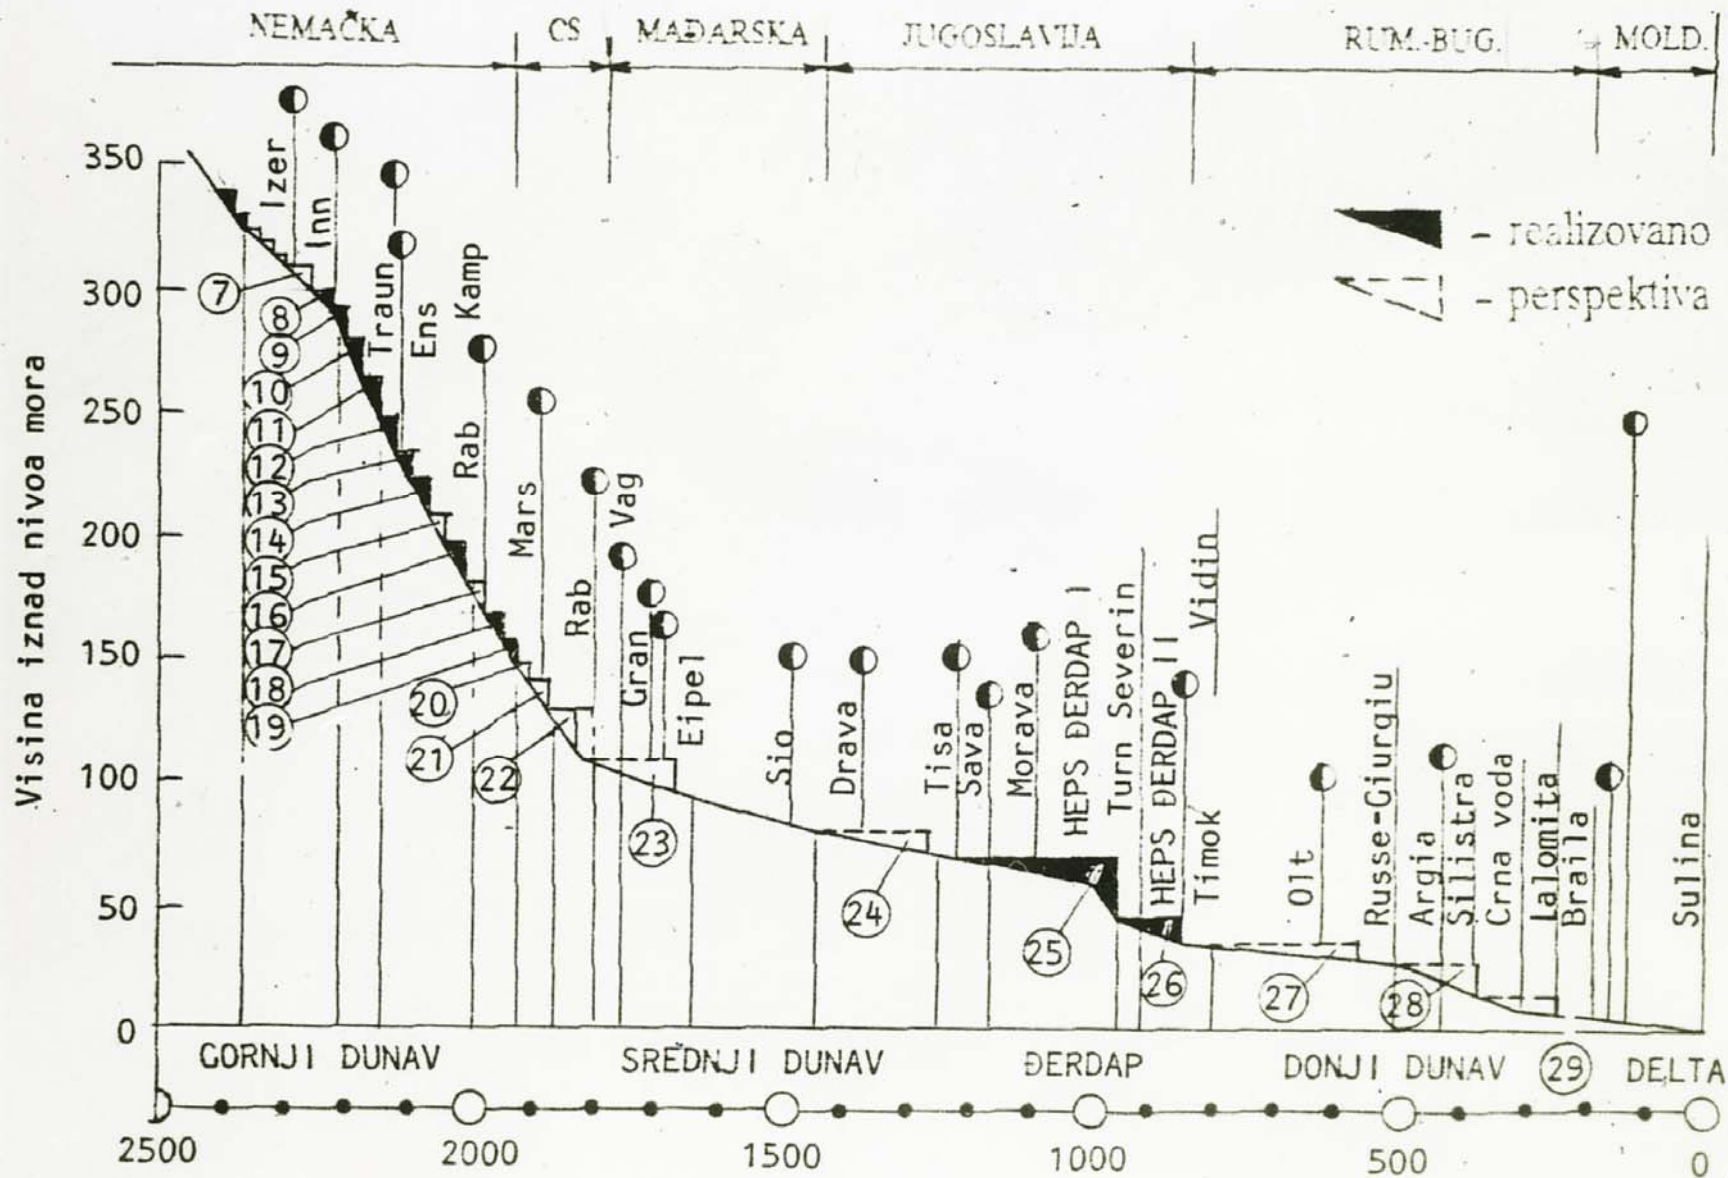 NEMAČKA CS MAĐARSKA JUGOSLAVIJA RUM.-BUG. MOLD.
- realizovano
- perspektiva
Visina iznad nivoa mora
350
300
250
200
150
100
50
0
Izer
Inn
Traun
Ens
Kamp
Rab
Mars
Rab
Vag
Gran
Eipel
Sio
Drava
Tisa
Sava
Morava
HEPS ĐERDAP I
Turn Severin
HEPS ĐERDAP II
Vidin
Timok
Olt
Russe-Giurgiu
Argia
Silistra
Crna voda
Lalomita
Braila
Sulina
7
8
9
10
11
12
13
14
15
16
17
18
19
20
21
22
23
24
25
26
27
28
29
GORNJI DUNAV SREDNJI DUNAV ĐERDAP DONJI DUNAV DELTA
2500 2000 1500 1000 500 0